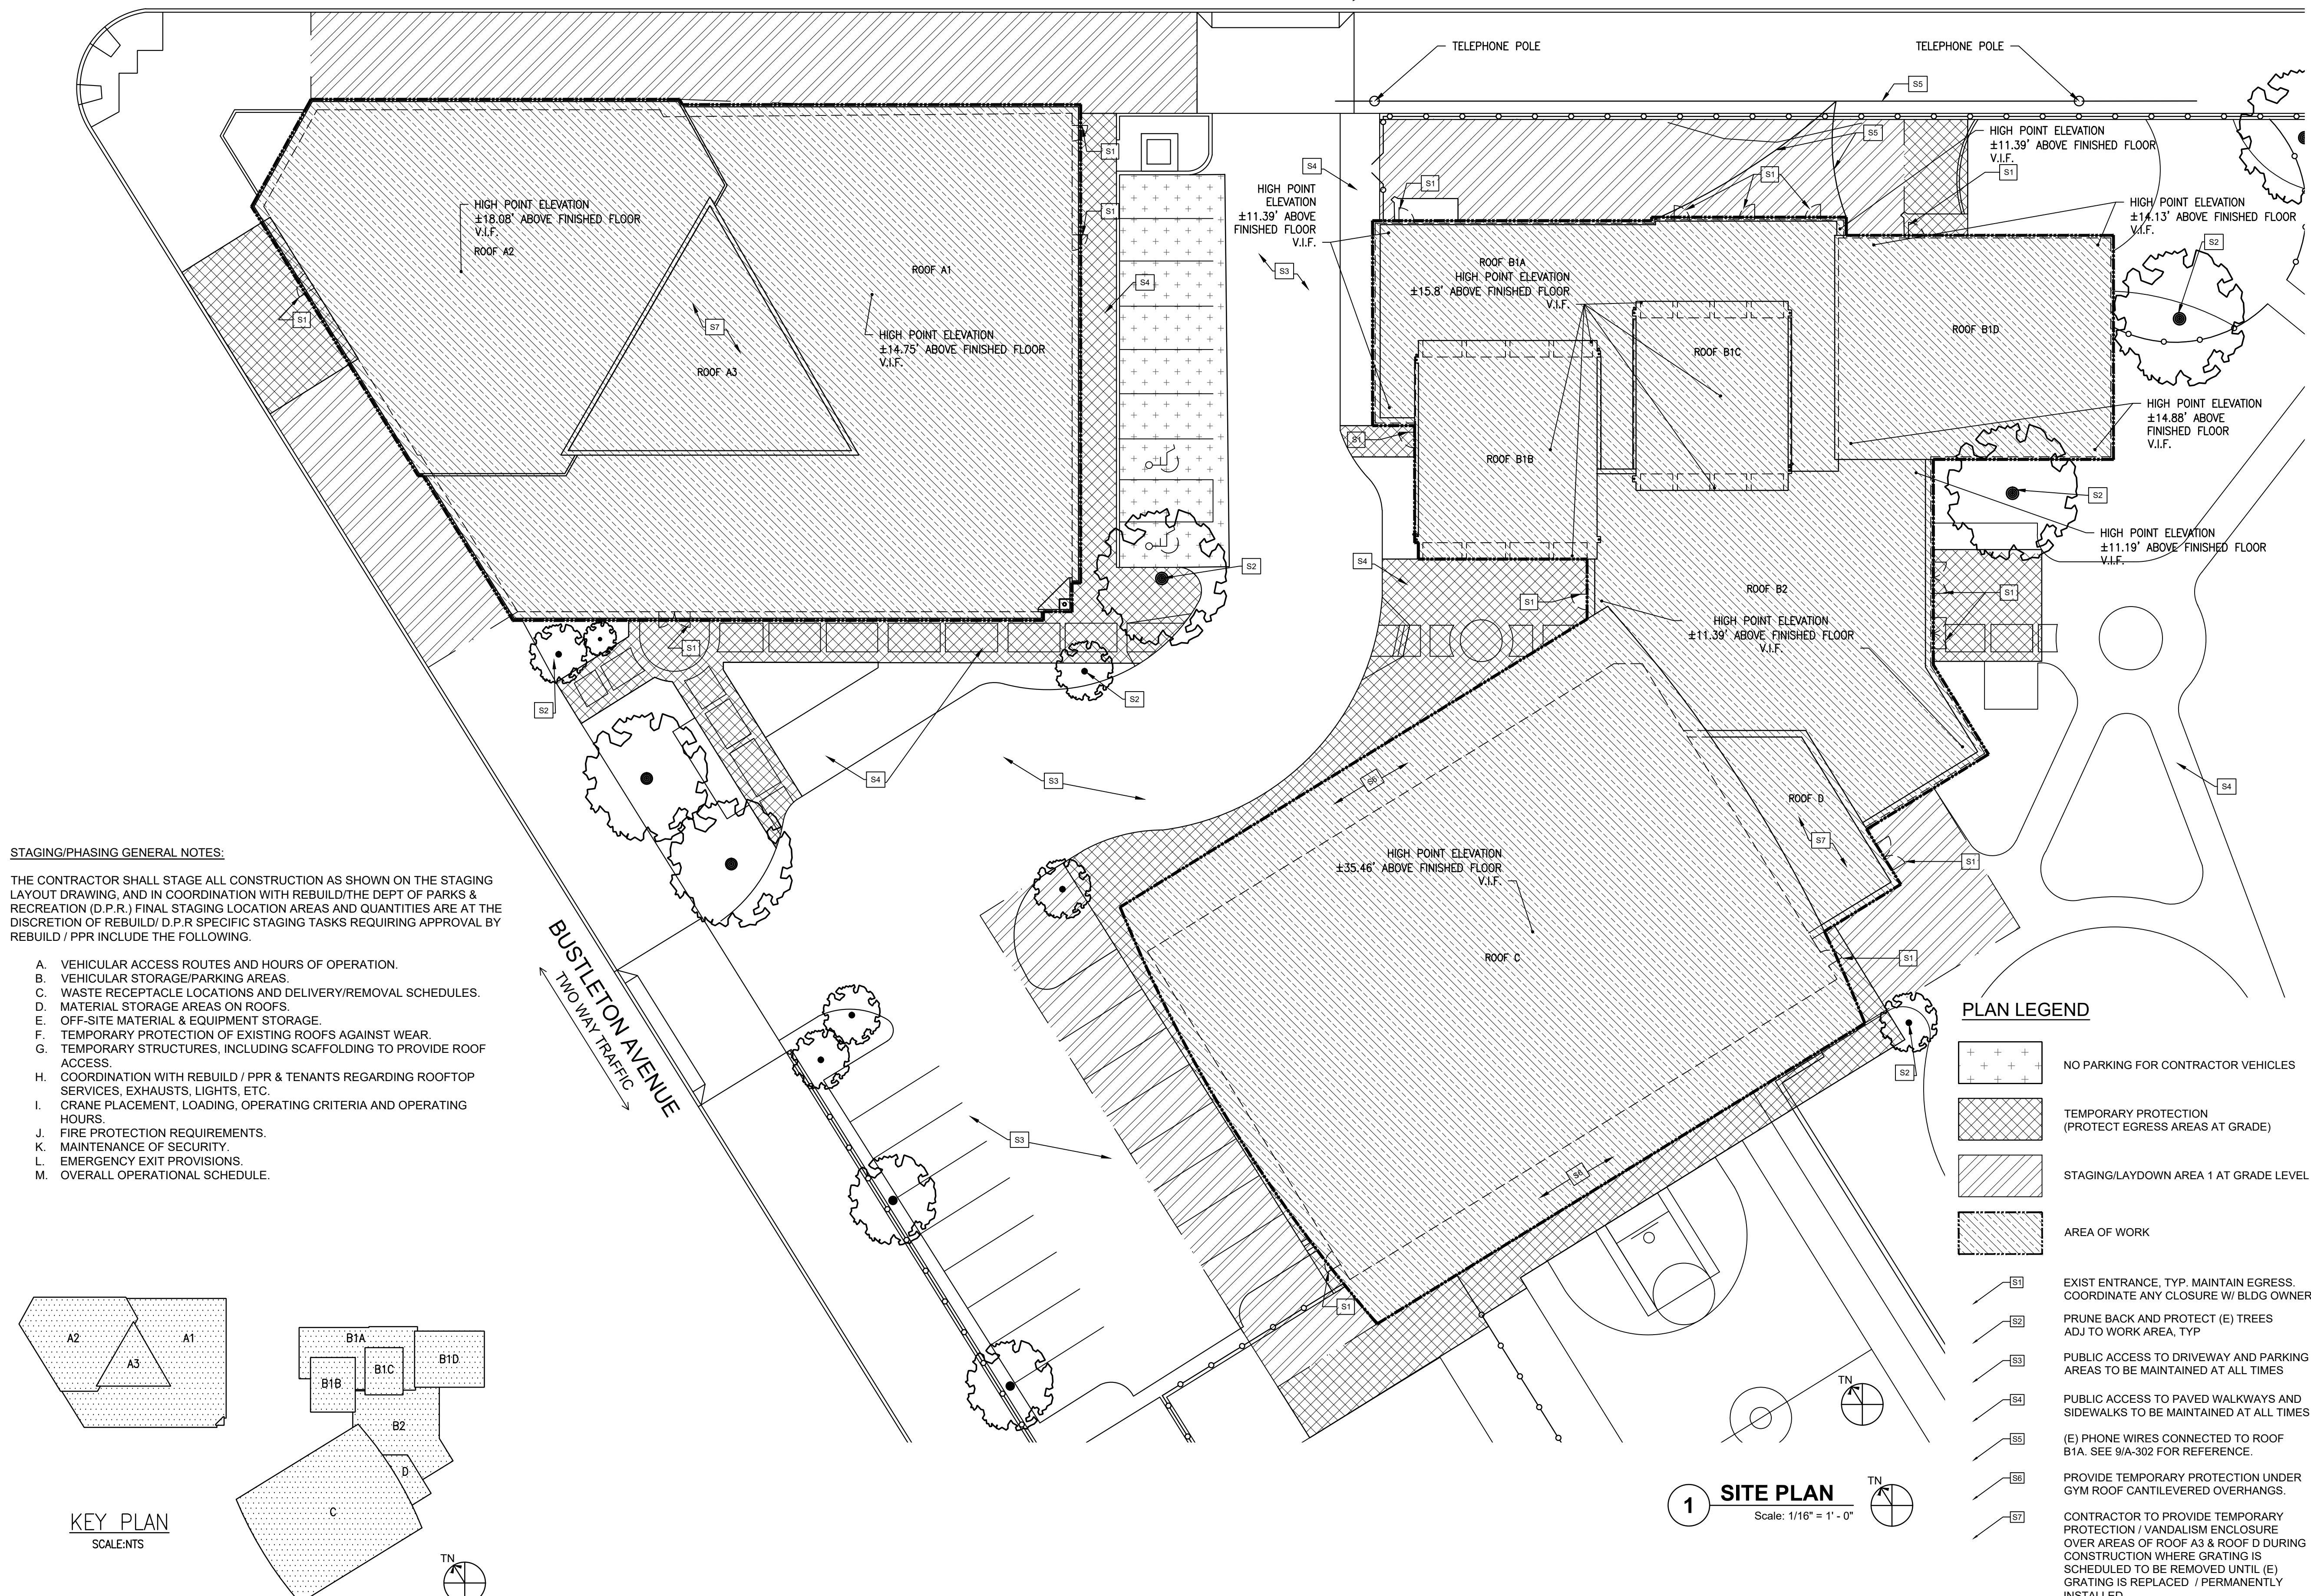 TELEPHONE POLE
TELEPHONE POLE
S5
S5
HIGH POINT ELEVATION
±11.39' ABOVE FINISHED FLOOR
V.I.F.
S1
S1
S4
S1
S1
HIGH POINT
ELEVATION
±11.39' ABOVE
FINISHED FLOOR
V.I.F.
HIGH POINT ELEVATION
±18.08' ABOVE FINISHED FLOOR
V.I.F.
ROOF A2
S1
HIGH POINT ELEVATION
±14.13' ABOVE FINISHED FLOOR
V.I.F.
S2
ROOF A1
S3
S4
ROOF B1A
HIGH POINT ELEVATION
±15.8' ABOVE FINISHED FLOOR
V.I.F.
S1
S7
HIGH POINT ELEVATION
±14.75' ABOVE FINISHED FLOOR
V.I.F.
ROOF A3
ROOF B1C
ROOF B1D
HIGH POINT ELEVATION
±14.88' ABOVE
FINISHED FLOOR
V.I.F.
S1
ROOF B1B
S2
HIGH POINT ELEVATION
±11.19' ABOVE FINISHED FLOOR
V.I.F.
S2
S4
S1
ROOF B2
S1
HIGH POINT ELEVATION
±11.39' ABOVE FINISHED FLOOR
V.I.F.
S1
S2
S2
S4
S3
S6
ROOF D
S7
S4
S1
HIGH POINT ELEVATION
±35.46' ABOVE FINISHED FLOOR
V.I.F.
ROOF C
S1
S2
S3
S6
S1
BUSTLETON AVENUE
TWO WAY TRAFFIC
STAGING/PHASING GENERAL NOTES:
THE CONTRACTOR SHALL STAGE ALL CONSTRUCTION AS SHOWN ON THE STAGING
LAYOUT DRAWING, AND IN COORDINATION WITH REBUILD/THE DEPT OF PARKS &
RECREATION (D.P.R.) FINAL STAGING LOCATION AREAS AND QUANTITIES ARE AT THE
DISCRETION OF REBUILD/ D.P.R SPECIFIC STAGING TASKS REQUIRING APPROVAL BY
REBUILD / PPR INCLUDE THE FOLLOWING.
A. VEHICULAR ACCESS ROUTES AND HOURS OF OPERATION.
B. VEHICULAR STORAGE/PARKING AREAS.
C. WASTE RECEPTACLE LOCATIONS AND DELIVERY/REMOVAL SCHEDULES.
D. MATERIAL STORAGE AREAS ON ROOFS.
E. OFF-SITE MATERIAL & EQUIPMENT STORAGE.
F. TEMPORARY PROTECTION OF EXISTING ROOFS AGAINST WEAR.
G. TEMPORARY STRUCTURES, INCLUDING SCAFFOLDING TO PROVIDE ROOF
ACCESS.
H. COORDINATION WITH REBUILD / PPR & TENANTS REGARDING ROOFTOP
SERVICES, EXHAUSTS, LIGHTS, ETC.
I. CRANE PLACEMENT, LOADING, OPERATING CRITERIA AND OPERATING
HOURS.
J. FIRE PROTECTION REQUIREMENTS.
K. MAINTENANCE OF SECURITY.
L. EMERGENCY EXIT PROVISIONS.
M. OVERALL OPERATIONAL SCHEDULE.
A2
A1
A3
B1A
B1C
B1D
B1B
B2
D
C
KEY PLAN
SCALE:NTS
TN
TN
1
SITE PLAN
Scale: 1/16" = 1' - 0"
TN
PLAN LEGEND
NO PARKING FOR CONTRACTOR VEHICLES
TEMPORARY PROTECTION
(PROTECT EGRESS AREAS AT GRADE)
STAGING/LAYDOWN AREA 1 AT GRADE LEVEL
AREA OF WORK
S1 EXIST ENTRANCE, TYP. MAINTAIN EGRESS.
COORDINATE ANY CLOSURE W/ BLDG OWNER
S2 PRUNE BACK AND PROTECT (E) TREES
ADJ TO WORK AREA, TYP
S3 PUBLIC ACCESS TO DRIVEWAY AND PARKING
AREAS TO BE MAINTAINED AT ALL TIMES
S4 PUBLIC ACCESS TO PAVED WALKWAYS AND
SIDEWALKS TO BE MAINTAINED AT ALL TIMES
S5 (E) PHONE WIRES CONNECTED TO ROOF
B1A. SEE 9/A-302 FOR REFERENCE.
S6 PROVIDE TEMPORARY PROTECTION UNDER
GYM ROOF CANTILEVERED OVERHANGS.
S7 CONTRACTOR TO PROVIDE TEMPORARY
PROTECTION / VANDALISM ENCLOSURE
OVER AREAS OF ROOF A3 & ROOF D DURING
CONSTRUCTION WHERE GRATING IS
SCHEDULED TO BE REMOVED UNTIL (E)
GRATING IS REPLACED / PERMANENTLY
INSTALLED